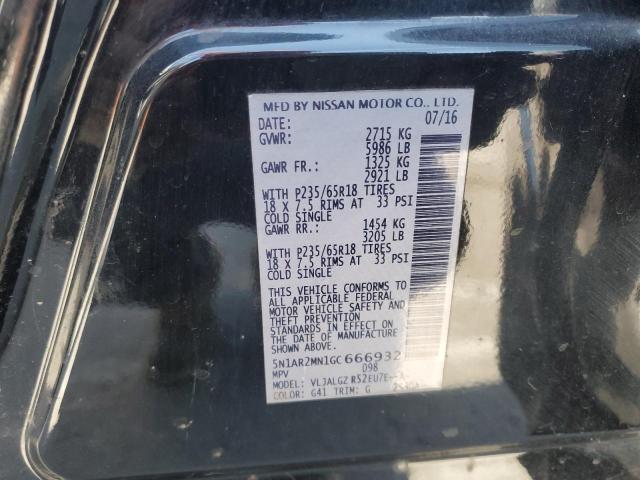 MFD BY NISSAN MOTOR CO., LTD.
DATE: 07/16
GVWR: 2715 KG
5986 LB
GAWR FR.: 1325 KG
2921 LB
WITH P235/65R18 TIRES
18 X 7.5 RIMS AT 33 PSI
COLD SINGLE
GAWR RR.: 1454 KG
3205 LB
WITH P235/65R18 TIRES
18 X 7.5 RIMS AT 33 PSI
COLD SINGLE
THIS VEHICLE CONFORMS TO
ALL APPLICABLE FEDERAL
MOTOR VEHICLE SAFETY AND
THEFT PREVENTION
STANDARDS IN EFFECT ON
THE DATE OF MANUFACTURE
SHOWN ABOVE.
5N1AR2MN1GC666932
MPV 098
MODEL: VLJALGZ R52EU7E--A
COLOR: G41 TRIM: G